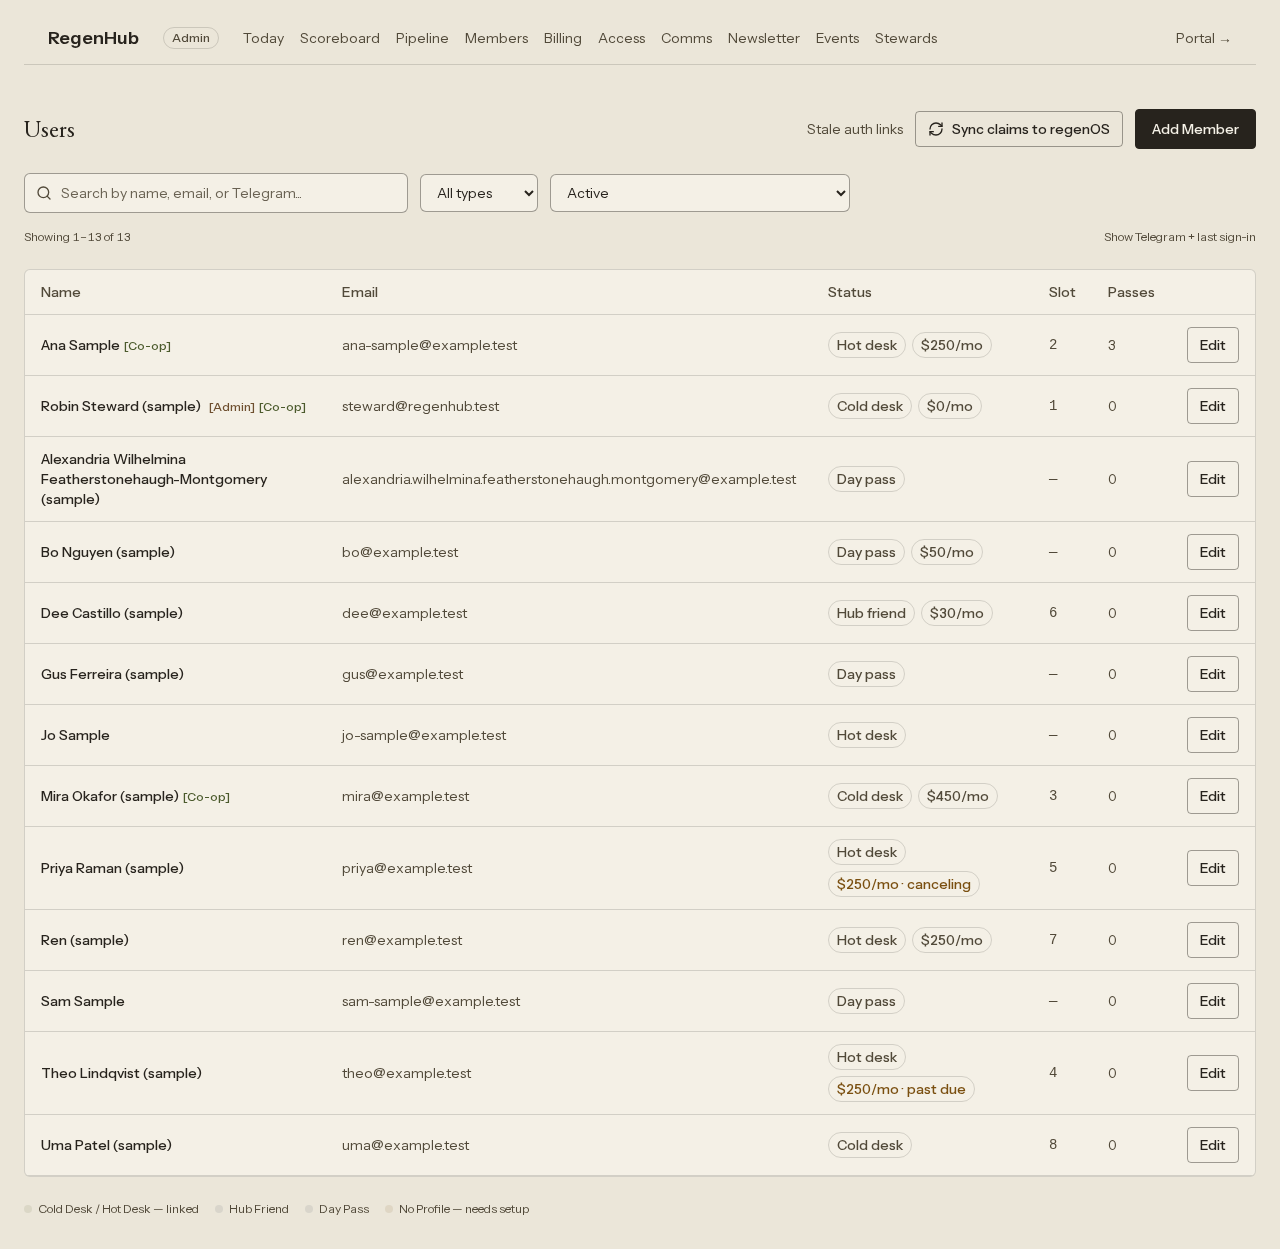 RegenHub Admin Today Scoreboard Pipeline Members Billing Access Comms Newsletter Events Stewards Portal →
Users Stale auth links Sync claims to regenOS Add Member
Search by name, email, or Telegram... All types Active
Showing 1–13 of 13 Show Telegram + last sign-in
Name Email Status Slot Passes
Ana Sample [Co-op] ana-sample@example.test Hot desk $250/mo 2 3 Edit
Robin Steward (sample) [Admin] [Co-op] steward@regenhub.test Cold desk $0/mo 1 0 Edit
Alexandria Wilhelmina
Featherstonehaugh-Montgomery alexandria.wilhelmina.featherstonehaugh.montgomery@example.test Day pass — 0 Edit
(sample)
Bo Nguyen (sample) bo@example.test Day pass $50/mo — 0 Edit
Dee Castillo (sample) dee@example.test Hub friend $30/mo 6 0 Edit
Gus Ferreira (sample) gus@example.test Day pass — 0 Edit
Jo Sample jo-sample@example.test Hot desk — 0 Edit
Mira Okafor (sample) [Co-op] mira@example.test Cold desk $450/mo 3 0 Edit
Hot desk
Priya Raman (sample) priya@example.test 5 0 Edit
$250/mo · canceling
Ren (sample) ren@example.test Hot desk $250/mo 7 0 Edit
Sam Sample sam-sample@example.test Day pass — 0 Edit
Hot desk
Theo Lindqvist (sample) theo@example.test 4 0 Edit
$250/mo · past due
Uma Patel (sample) uma@example.test Cold desk 8 0 Edit
Cold Desk / Hot Desk — linked Hub Friend Day Pass No Profile — needs setup